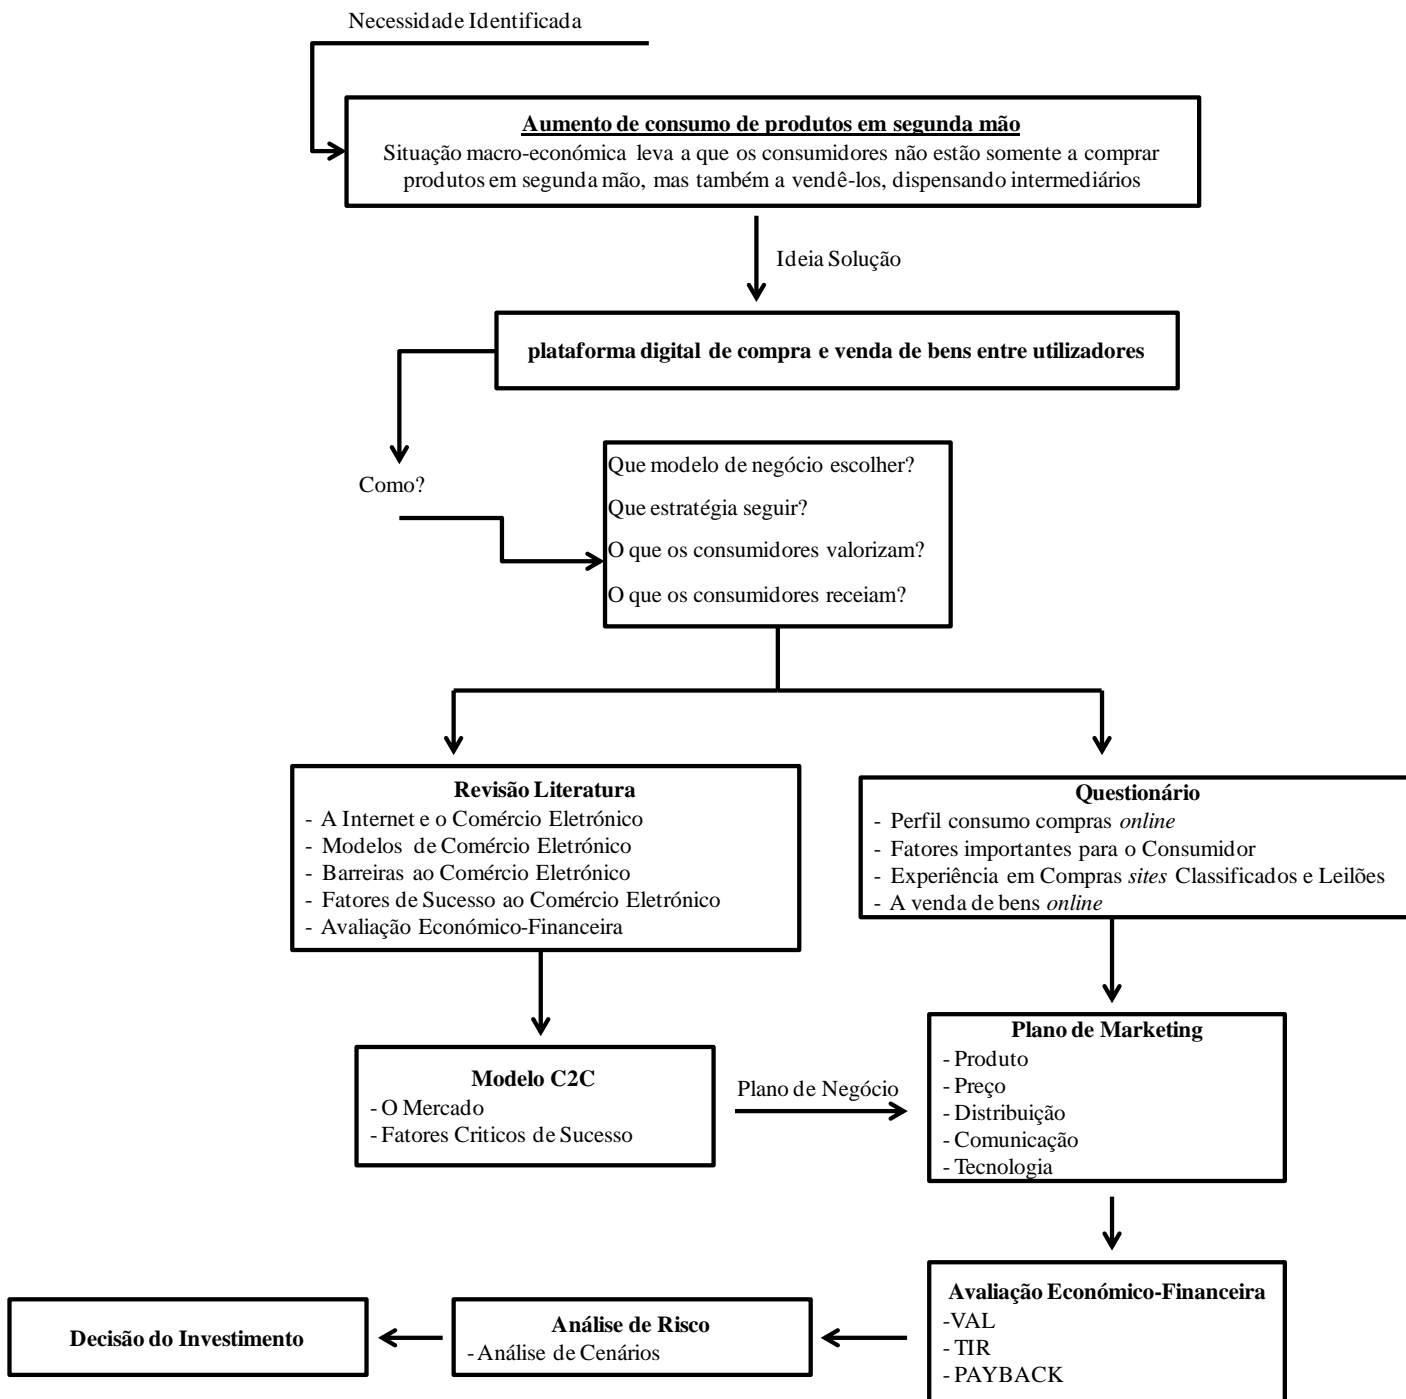 Necessidade Identificada
Aumento de consumo de produtos em segunda mão
Situação macro-económica leva a que os consumidores não estão somente a comprar
produtos em segunda mão, mas também a vendê-los, dispensando intermediários
Ideia Solução
plataforma digital de compra e venda de bens entre utilizadores
Como?
Que modelo de negócio escolher?
Que estratégia seguir?
O que os consumidores valorizam?
O que os consumidores receiam?
Revisão Literatura
- A Internet e o Comércio Eletrónico
- Modelos de Comércio Eletrónico
- Barreiras ao Comércio Eletrónico
- Fatores de Sucesso ao Comércio Eletrónico
- Avaliação Económico-Financeira
Questionário
- Perfil consumo compras online
- Fatores importantes para o Consumidor
- Experiência em Compras sites Classificados e Leilões
- A venda de bens online
Modelo C2C
- O Mercado
- Fatores Criticos de Sucesso
Plano de Negócio
Plano de Marketing
- Produto
- Preço
- Distribuição
- Comunicação
- Tecnologia
Avaliação Económico-Financeira
-VAL
- TIR
- PAYBACK
Análise de Risco
- Análise de Cenários
Decisão do Investimento